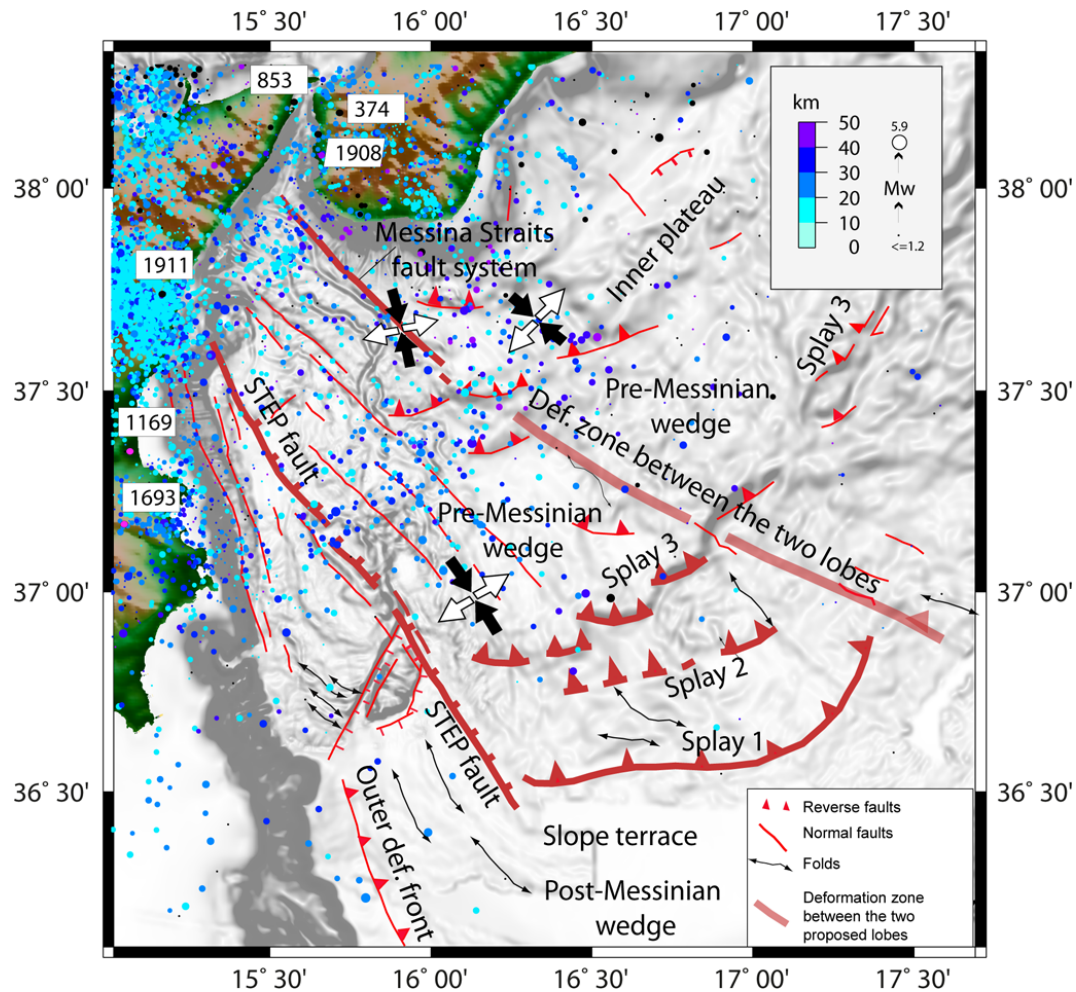 15° 30' 16° 00' 16° 30' 17° 00' 17° 30'
853
374
1908
km
50
40
30
20
10
0
5.9
Mw
<=1.2
38° 00' 38° 00'
Messina Straits
fault system
Inner plateau
1911
Splay 3
37° 30' 37° 30'
Pre-Messinian
wedge
STEP fault
Def. zone between the two lobes
1169
1693
Pre-Messinian
wedge
Splay 3
37° 00' 37° 00'
Splay 2
Splay 1
STEP fault
36° 30' 36° 30'
Outer def. front
Slope terrace
Post-Messinian
wedge
Reverse faults
Normal faults
Folds
Deformation zone
between the two
proposed lobes
15° 30' 16° 00' 16° 30' 17° 00' 17° 30'